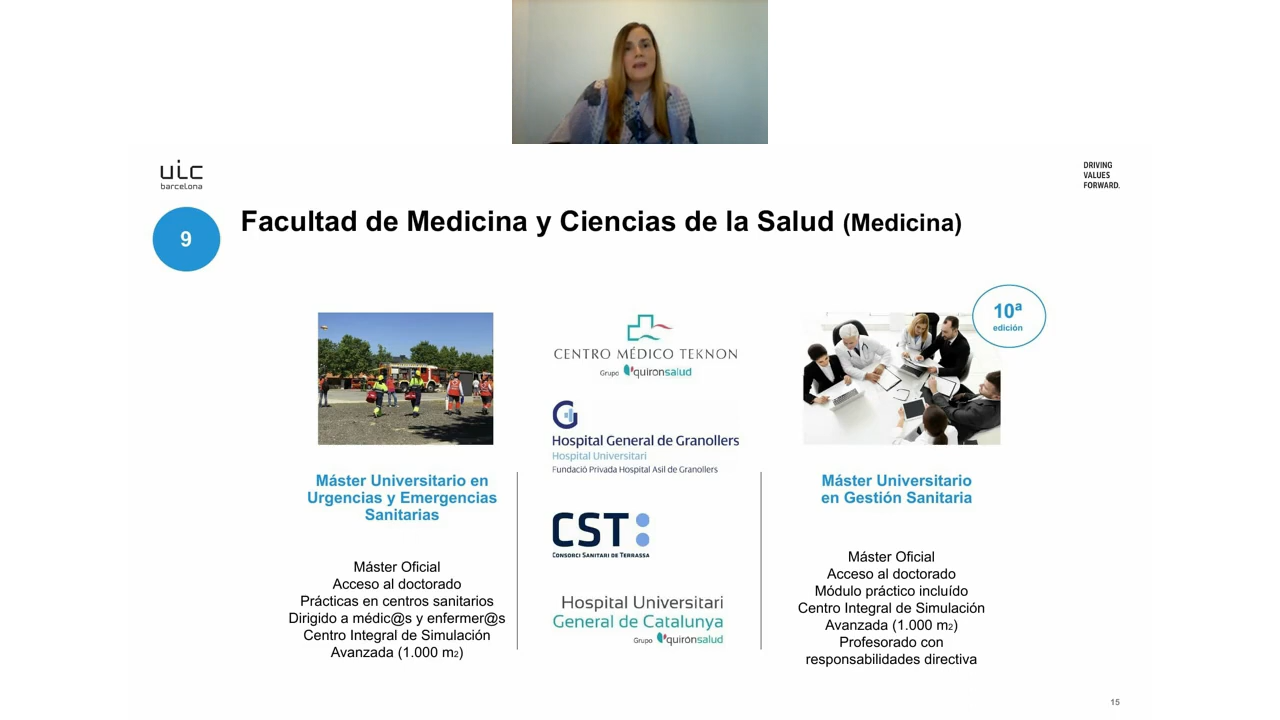 uic
barcelona
DRIVING
VALUES
FORWARD.
9
Facultad de Medicina y Ciencias de la Salud (Medicina)
10ª
edición
CENTRO MÉDICO TEKNON
Grupo quironsalud
Hospital General de Granollers
Hospital Universitari
Fundació Privada Hospital Asil de Granollers
CST:
CONSORCI SANITARI DE TERRASSA
Hospital Universitari
General de Catalunya
Grupo quironsalud
Máster Universitario en
Urgencias y Emergencias
Sanitarias
Máster Oficial
Acceso al doctorado
Prácticas en centros sanitarios
Dirigido a médic@s y enfermer@s
Centro Integral de Simulación
Avanzada (1.000 m2)
Máster Universitario
en Gestión Sanitaria
Máster Oficial
Acceso al doctorado
Módulo práctico incluído
Centro Integral de Simulación
Avanzada (1.000 m2)
Profesorado con
responsabilidades directiva
15